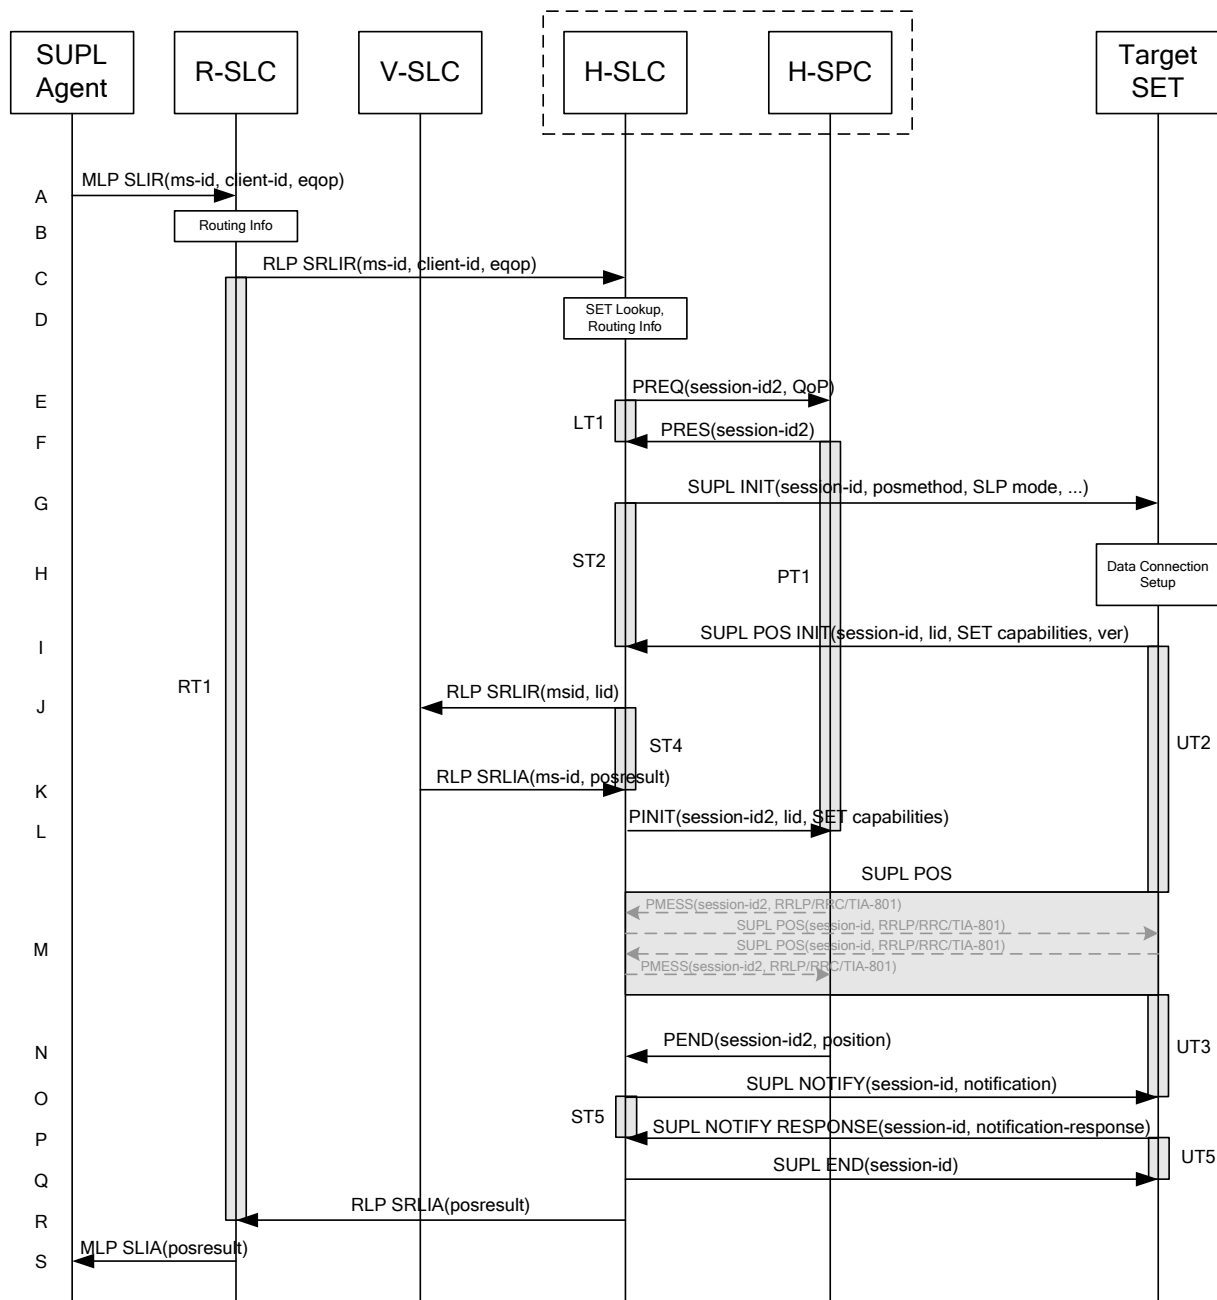 SUPL
Agent
R-SLC
V-SLC
H-SLC
H-SPC
Target
SET
A
MLP SLIR(ms-id, client-id, eqop)
B
Routing Info
C
RLP SRLIR(ms-id, client-id, eqop)
D
SET Lookup,
Routing Info
E
PREQ(session-id2, QoP)
LT1
F
PRES(session-id2)
G
SUPL INIT(session-id, posmethod, SLP mode, ...)
ST2
H
PT1
Data Connection
Setup
I
SUPL POS INIT(session-id, lid, SET capabilities, ver)
RT1
J
RLP SRLIR(msid, lid)
ST4
UT2
K
RLP SRLIA(ms-id, posresult)
L
PINIT(session-id2, lid, SET capabilities)
SUPL POS
PMESS(session-id2, RRLP/RRC/TIA-801)
SUPL POS(session-id, RRLP/RRC/TIA-801)
M
SUPL POS(session-id, RRLP/RRC/TIA-801)
PMESS(session-id2, RRLP/RRC/TIA-801)
N
PEND(session-id2, position)
UT3
O
SUPL NOTIFY(session-id, notification)
ST5
P
SUPL NOTIFY RESPONSE(session-id, notification-response)
UT5
Q
SUPL END(session-id)
R
RLP SRLIA(posresult)
S
MLP SLIA(posresult)